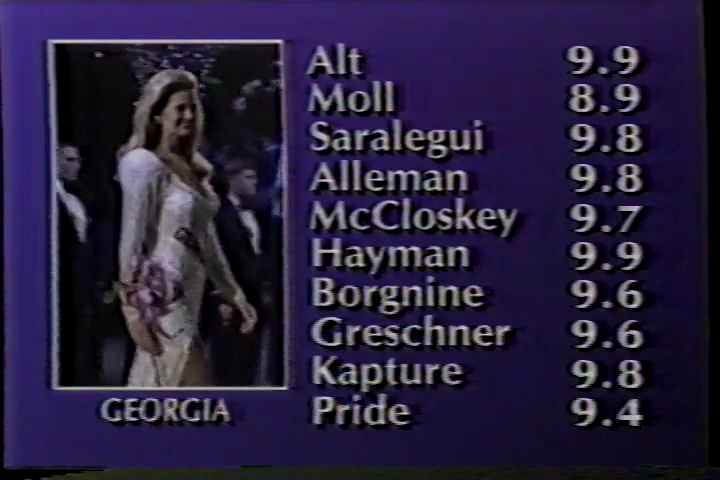 Alt 9.9
Moll 8.9
Saralegui 9.8
Alleman 9.8
McCloskey 9.7
Hayman 9.9
Borgnine 9.6
Greschner 9.6
Kapture 9.8
GEORGIA Pride 9.4